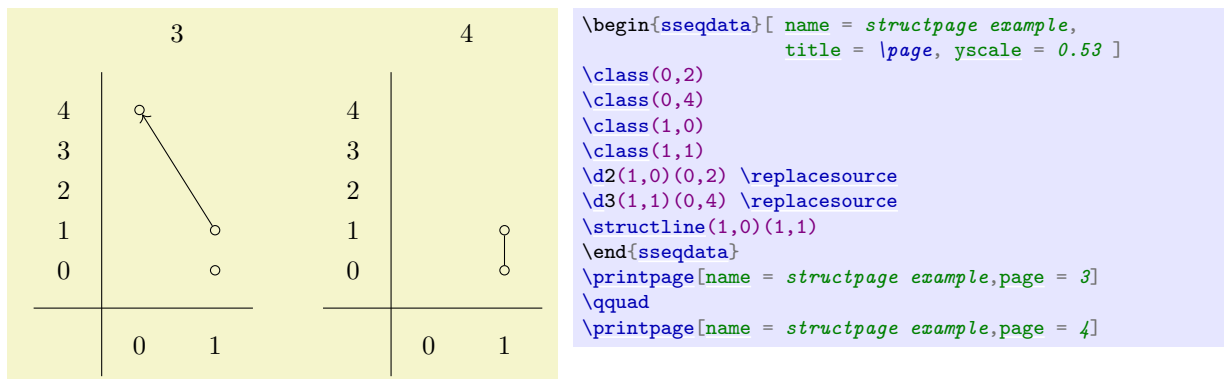 3
4
4
3
2
1
0
0 1
4
3
2
1
0
0 1
\begin{sseqdata}[ name = structpage example,
title = \page, yscale = 0.53 ]
\class(0,2)
\class(0,4)
\class(1,0)
\class(1,1)
\d2(1,0)(0,2) \replacesource
\d3(1,1)(0,4) \replacesource
\structline(1,0)(1,1)
\end{sseqdata}
\printpage[name = structpage example,page = 3]
\qquad
\printpage[name = structpage example,page = 4]